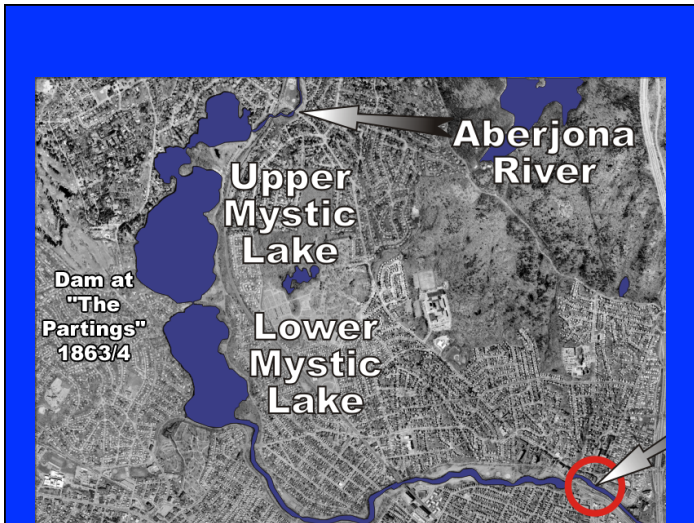 Aberjona
River
Upper
Mystic
Lake
Dam at
"The
Partings"
1863/4
Lower
Mystic
Lake